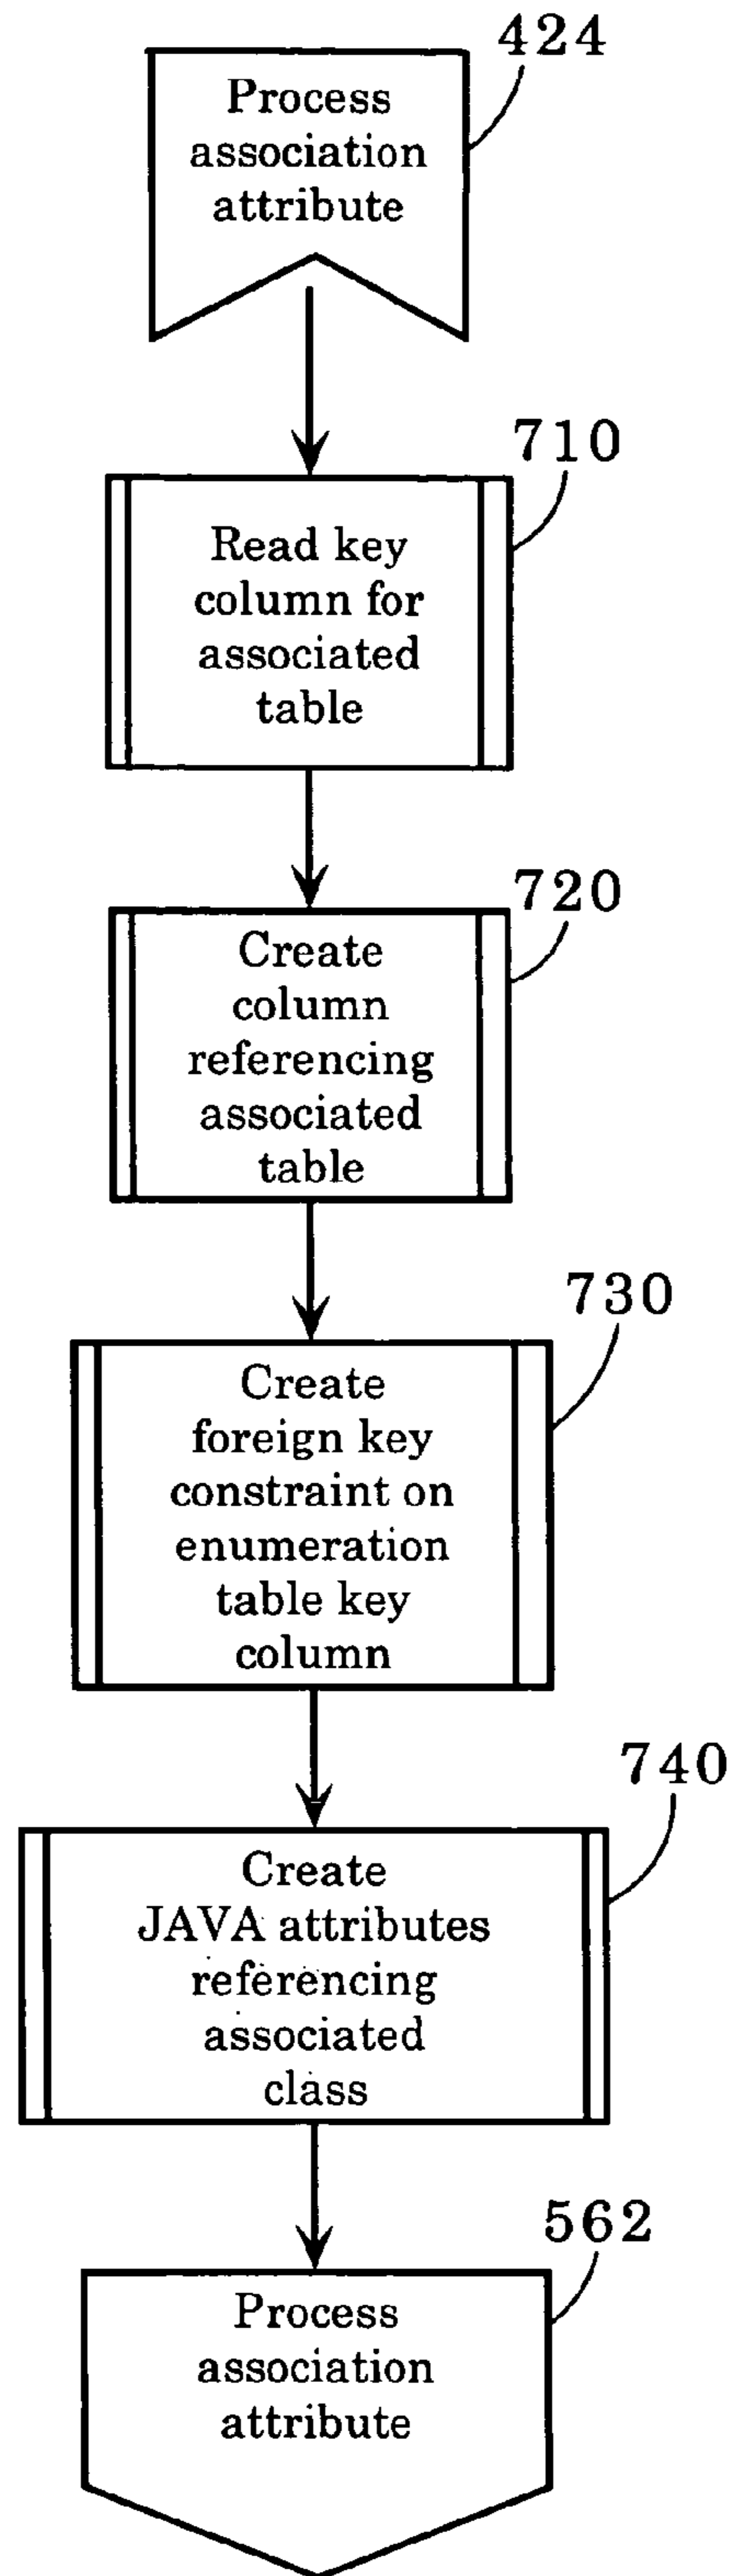 424
Process
association
attribute
710
Read key
column for
associated
table
720
Create
column
referencing
associated
table
730
Create
foreign key
constraint on
enumeration
table key
column
740
Create
JAVA attributes
referencing
associated
class
562
Process
association
attribute